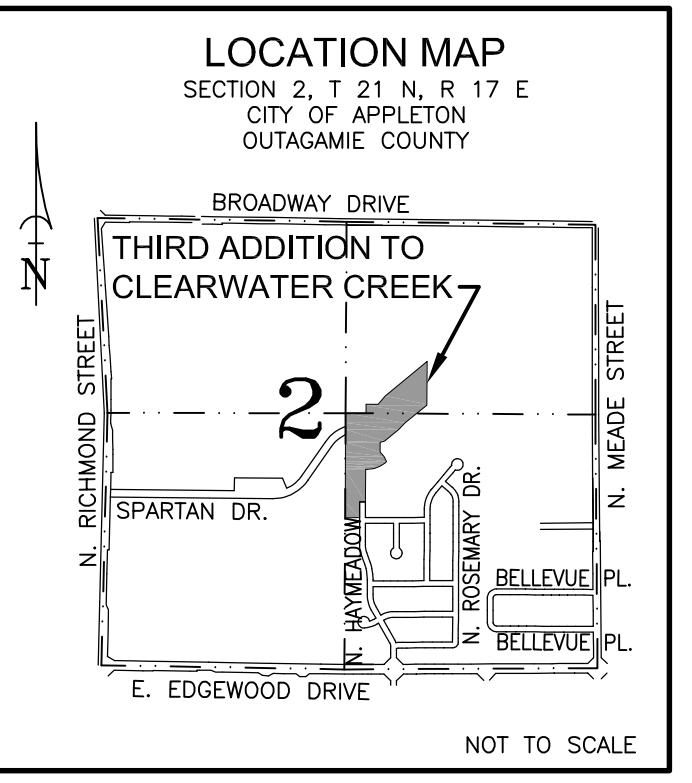 LOCATION MAP
SECTION 2, T 21 N, R 17 E
CITY OF APPLETON
OUTAGAMIE COUNTY
N
BROADWAY DRIVE
THIRD ADDITION TO
CLEARWATER CREEK
N. RICHMOND STREET
N. MEADE STREET
2
SPARTAN DR.
N. HAYMEADOW
N. ROSEMARY DR.
BELLEVUE PL.
BELLEVUE PL.
E. EDGEWOOD DRIVE
NOT TO SCALE